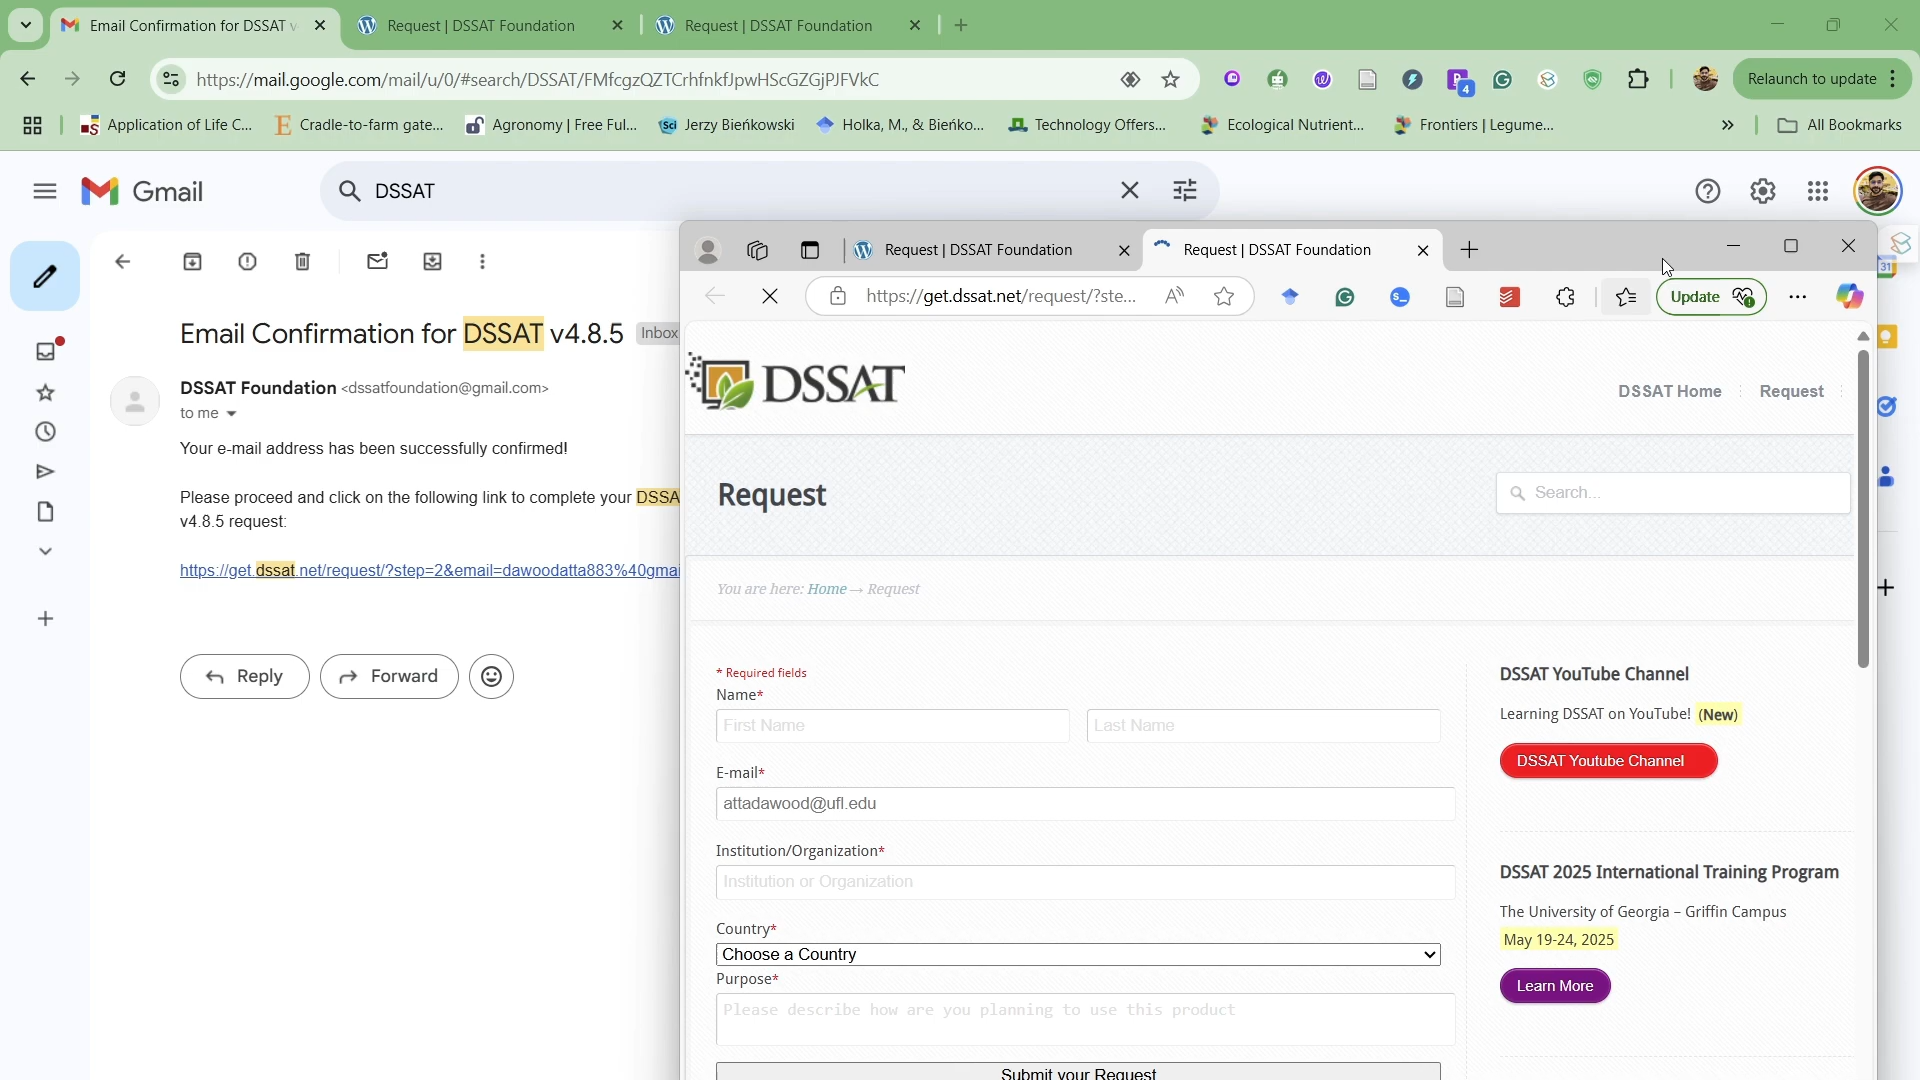 Email Confirmation for DSSAT v
Request | DSSAT Foundation
Request | DSSAT Foundation
https://mail.google.com/mail/u/0/#search/DSSAT/FMfcgzQZTCrhfnkfJpwHScGZGjPJFVkC
4
Relaunch to update
Application of Life C...
Cradle-to-farm gate...
Agronomy | Free Ful...
Sci
Jerzy Bieńkowski
Holka, M., & Bieńko...
Technology Offers...
Ecological Nutrient...
Frontiers | Legume...
All Bookmarks
Gmail
DSSAT
Email Confirmation for DSSAT v4.8.5
Inbox
DSSAT Foundation <dssatfoundation@gmail.com>
to me
Your e-mail address has been successfully confirmed!
Please proceed and click on the following link to complete your DSSA
v4.8.5 request:
https://get.dssat.net/request/?step=2&email=dawoodatta883%40gmai
Reply
Forward
Request | DSSAT Foundation
Request | DSSAT Foundation
https://get.dssat.net/request/?ste...
Update
31
DSSAT
DSSAT Home
Request
Request
Search...
You are here: Home → Request
* Required fields
Name*
First Name
Last Name
E-mail*
attadawood@ufl.edu
Institution/Organization*
Institution or Organization
Country*
Choose a Country
Purpose*
Please describe how are you planning to use this product
Submit your Request
DSSAT YouTube Channel
Learning DSSAT on YouTube! (New)
DSSAT Youtube Channel
DSSAT 2025 International Training Program
The University of Georgia – Griffin Campus
May 19-24, 2025
Learn More